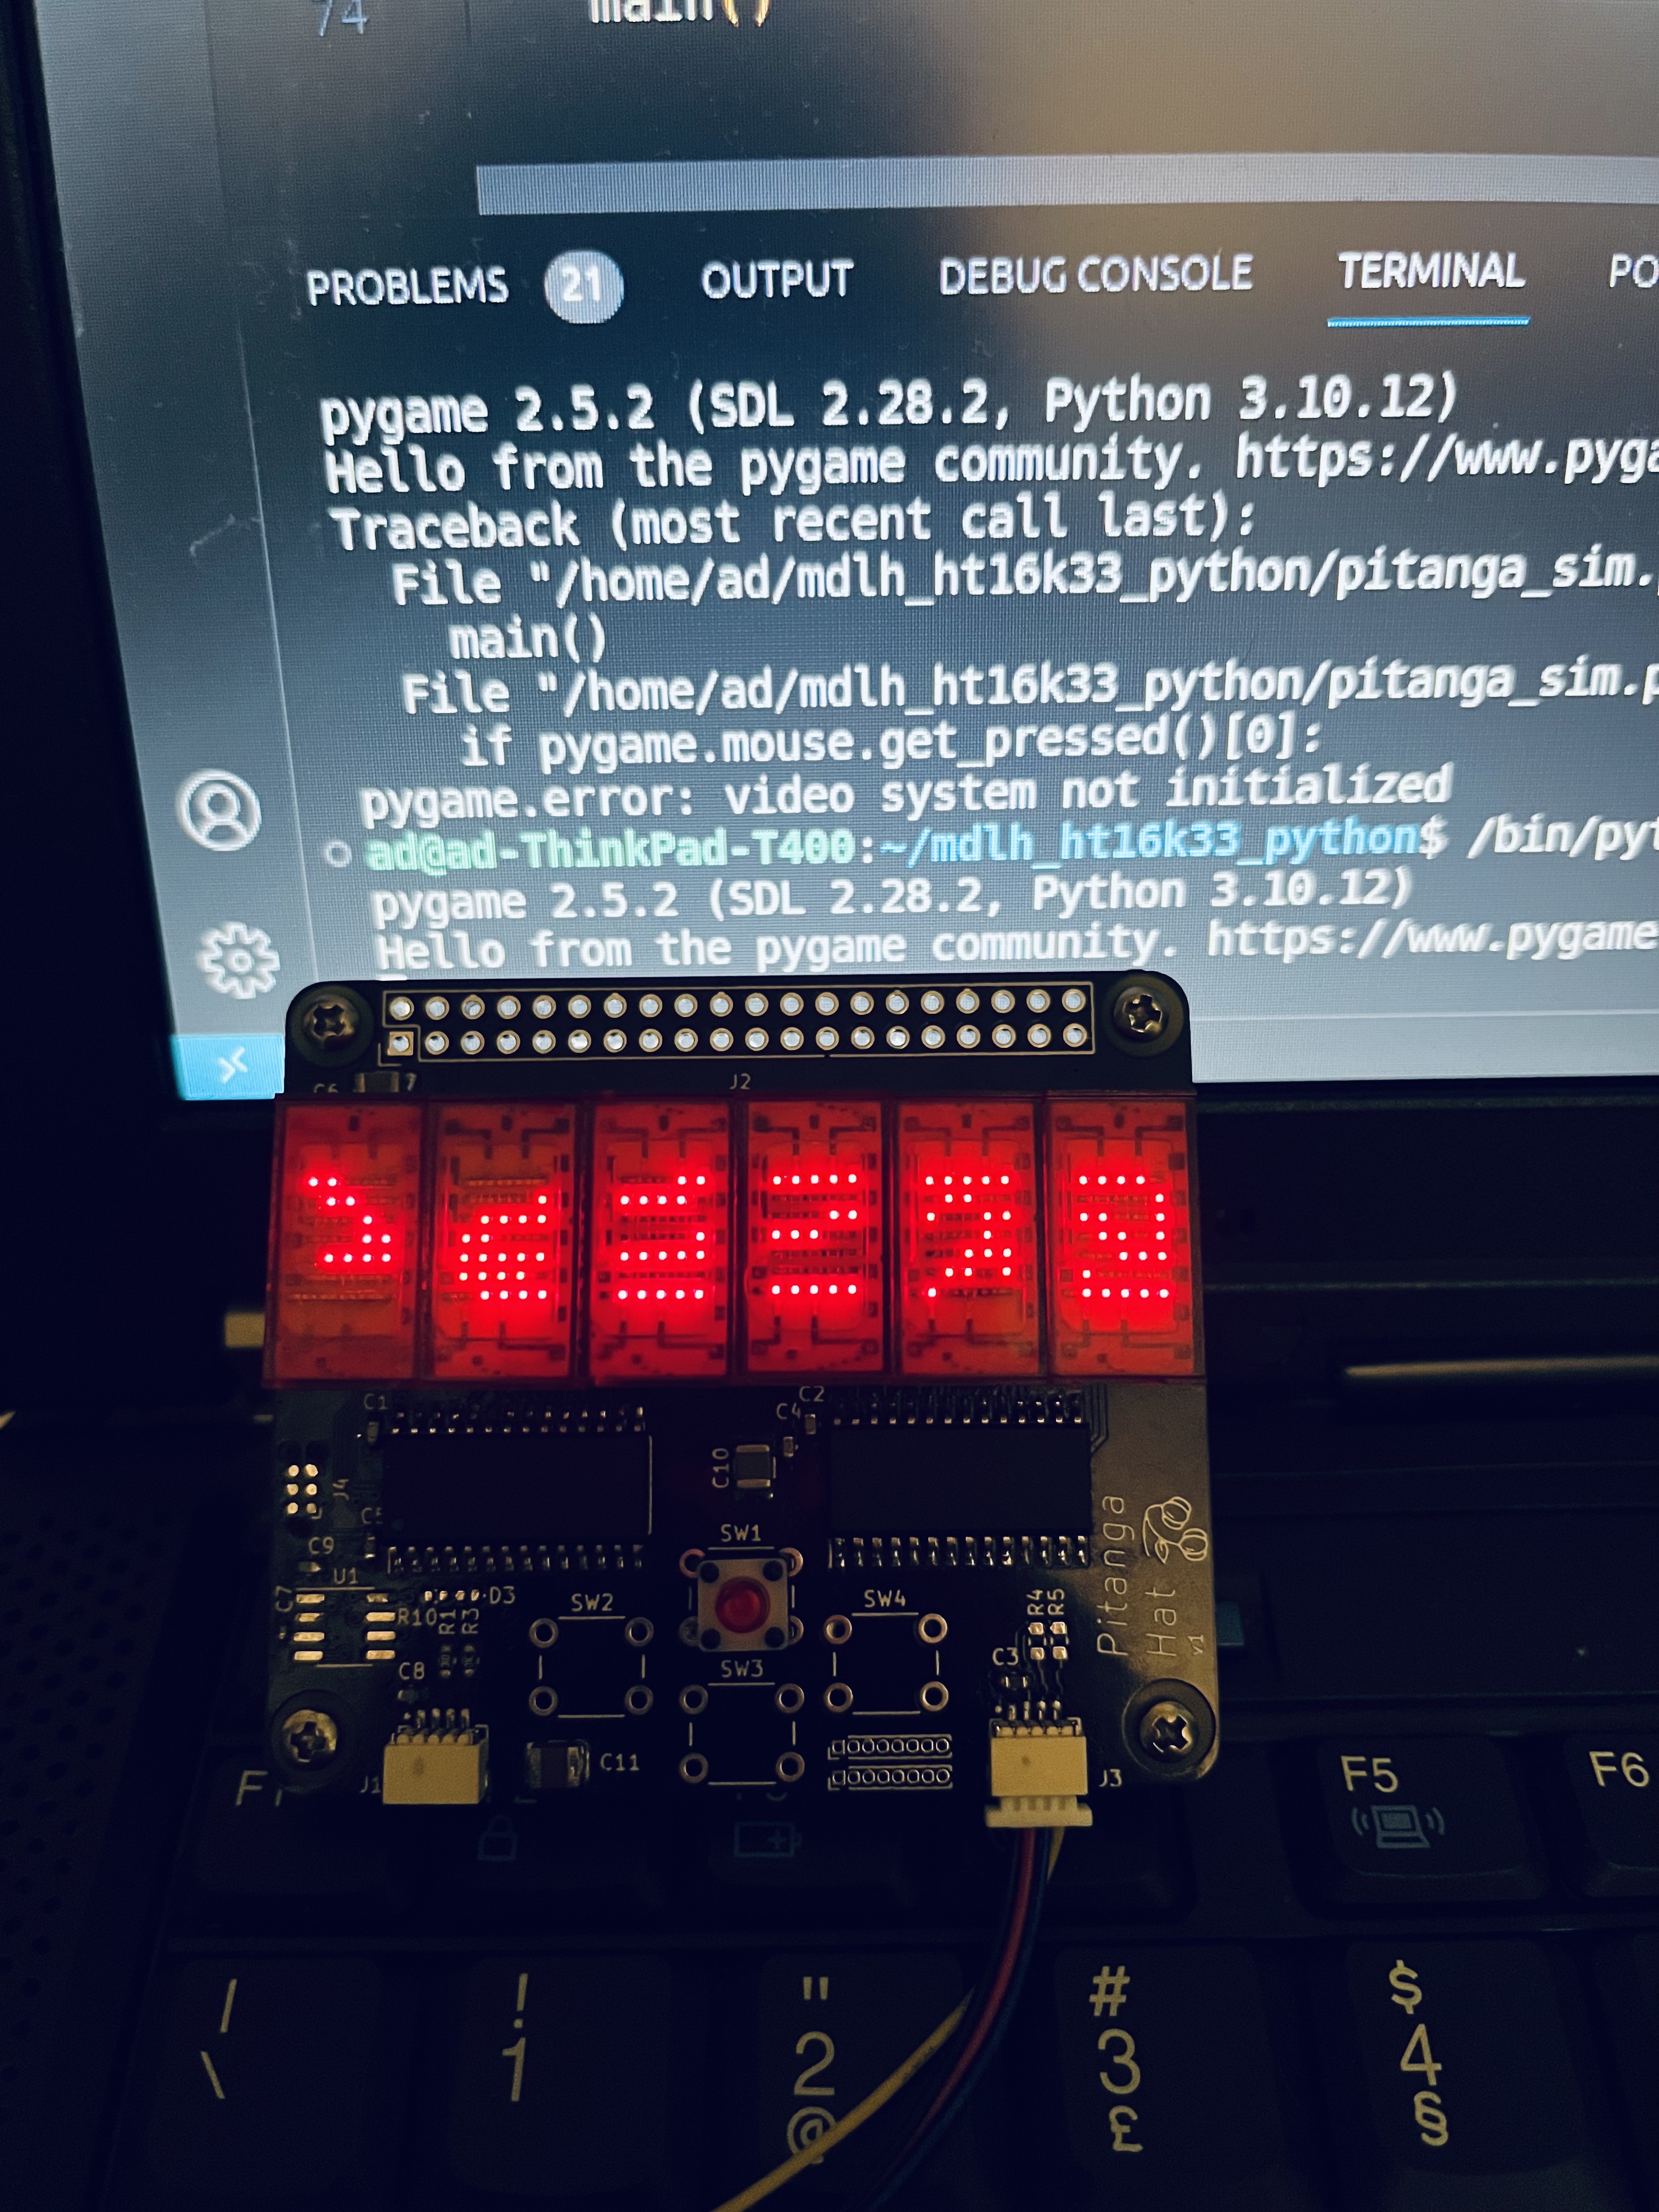 74 main()
PROBLEMS 21 OUTPUT DEBUG CONSOLE TERMINAL PO
pygame 2.5.2 (SDL 2.28.2, Python 3.10.12)
Hello from the pygame community. https://www.pyga
Traceback (most recent call last):
File "/home/ad/mdlh_ht16k33_python/pitanga_sim.
main()
File "/home/ad/mdlh_ht16k33_python/pitanga_sim.p
if pygame.mouse.get_pressed()[0]:
pygame.error: video system not initialized
ad@ad-ThinkPad-T400:~/mdlh_ht16k33_python$ /bin/pyt
pygame 2.5.2 (SDL 2.28.2, Python 3.10.12)
Hello from the pygame community. https://www.pygame
J2
C1
C2
C4
C10
J4
C9
SW1
U1
C7
D3
R10
R1
R3
SW2
SW4
R4
R5
Pitanga
Hat
v1
C8
SW3
C3
J1
C11
J3
F5
F6
/
\
!
1
"
2
@
#
3
£
$
4
§